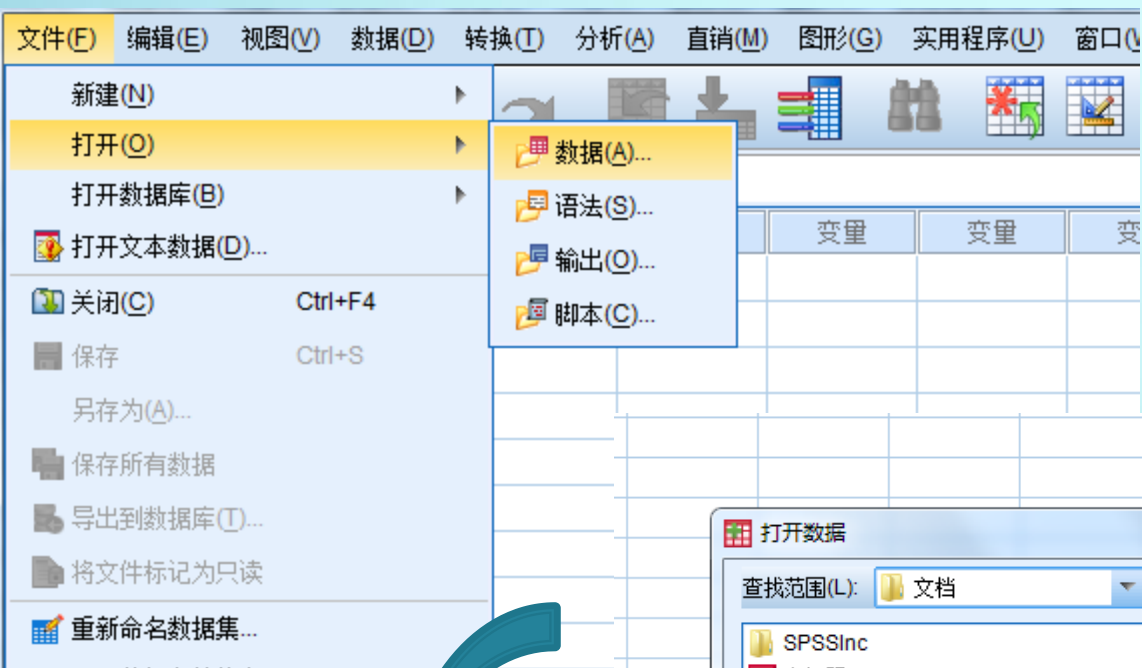 文件(F) 编辑(E) 视图(V) 数据(D) 转换(T) 分析(A) 直销(M) 图形(G) 实用程序(U) 窗口(
新建(N)
打开(O)
打开数据库(B)
打开文本数据(D)...
关闭(C) Ctrl+F4
保存 Ctrl+S
另存为(A)...
保存所有数据
导出到数据库(T)...
将文件标记为只读
重新命名数据集...
数据(A)...
语法(S)...
输出(O)...
脚本(C)...
变量 变量 变
打开数据
查找范围(L): 文档
SPSSInc